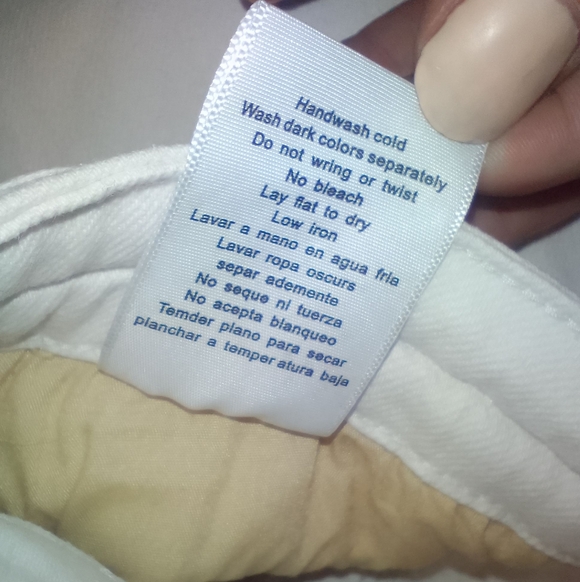 Handwash cold
Wash dark colors separately
Do not wring or twist
No bleach
Lay flat to dry
Low iron
Lavar a mano en agua fria
Lavar ropa oscurs
separ ademente
No seque ni tuerza
No acepta blanqueo
Temder plano para secar
planchar a temper atura baja